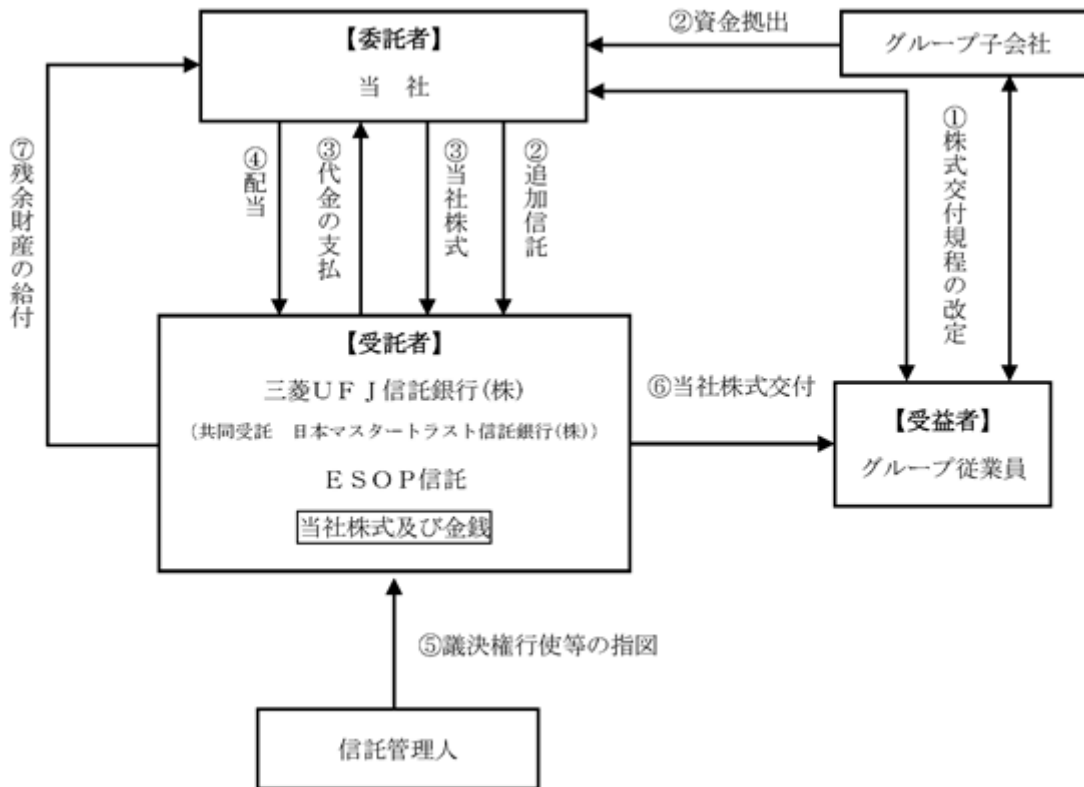 【委託者】
当 社
②資金拠出
グループ子会社
①株式交付規程の改定
⑦残余財産の給付
④配当
③代金の支払
③当社株式
②追加信託
【受託者】
三菱UFJ信託銀行(株)
(共同受託 日本マスタートラスト信託銀行(株))
ESOP信託
当社株式及び金銭
⑥当社株式交付
【受益者】
グループ従業員
⑤議決権行使等の指図
信託管理人